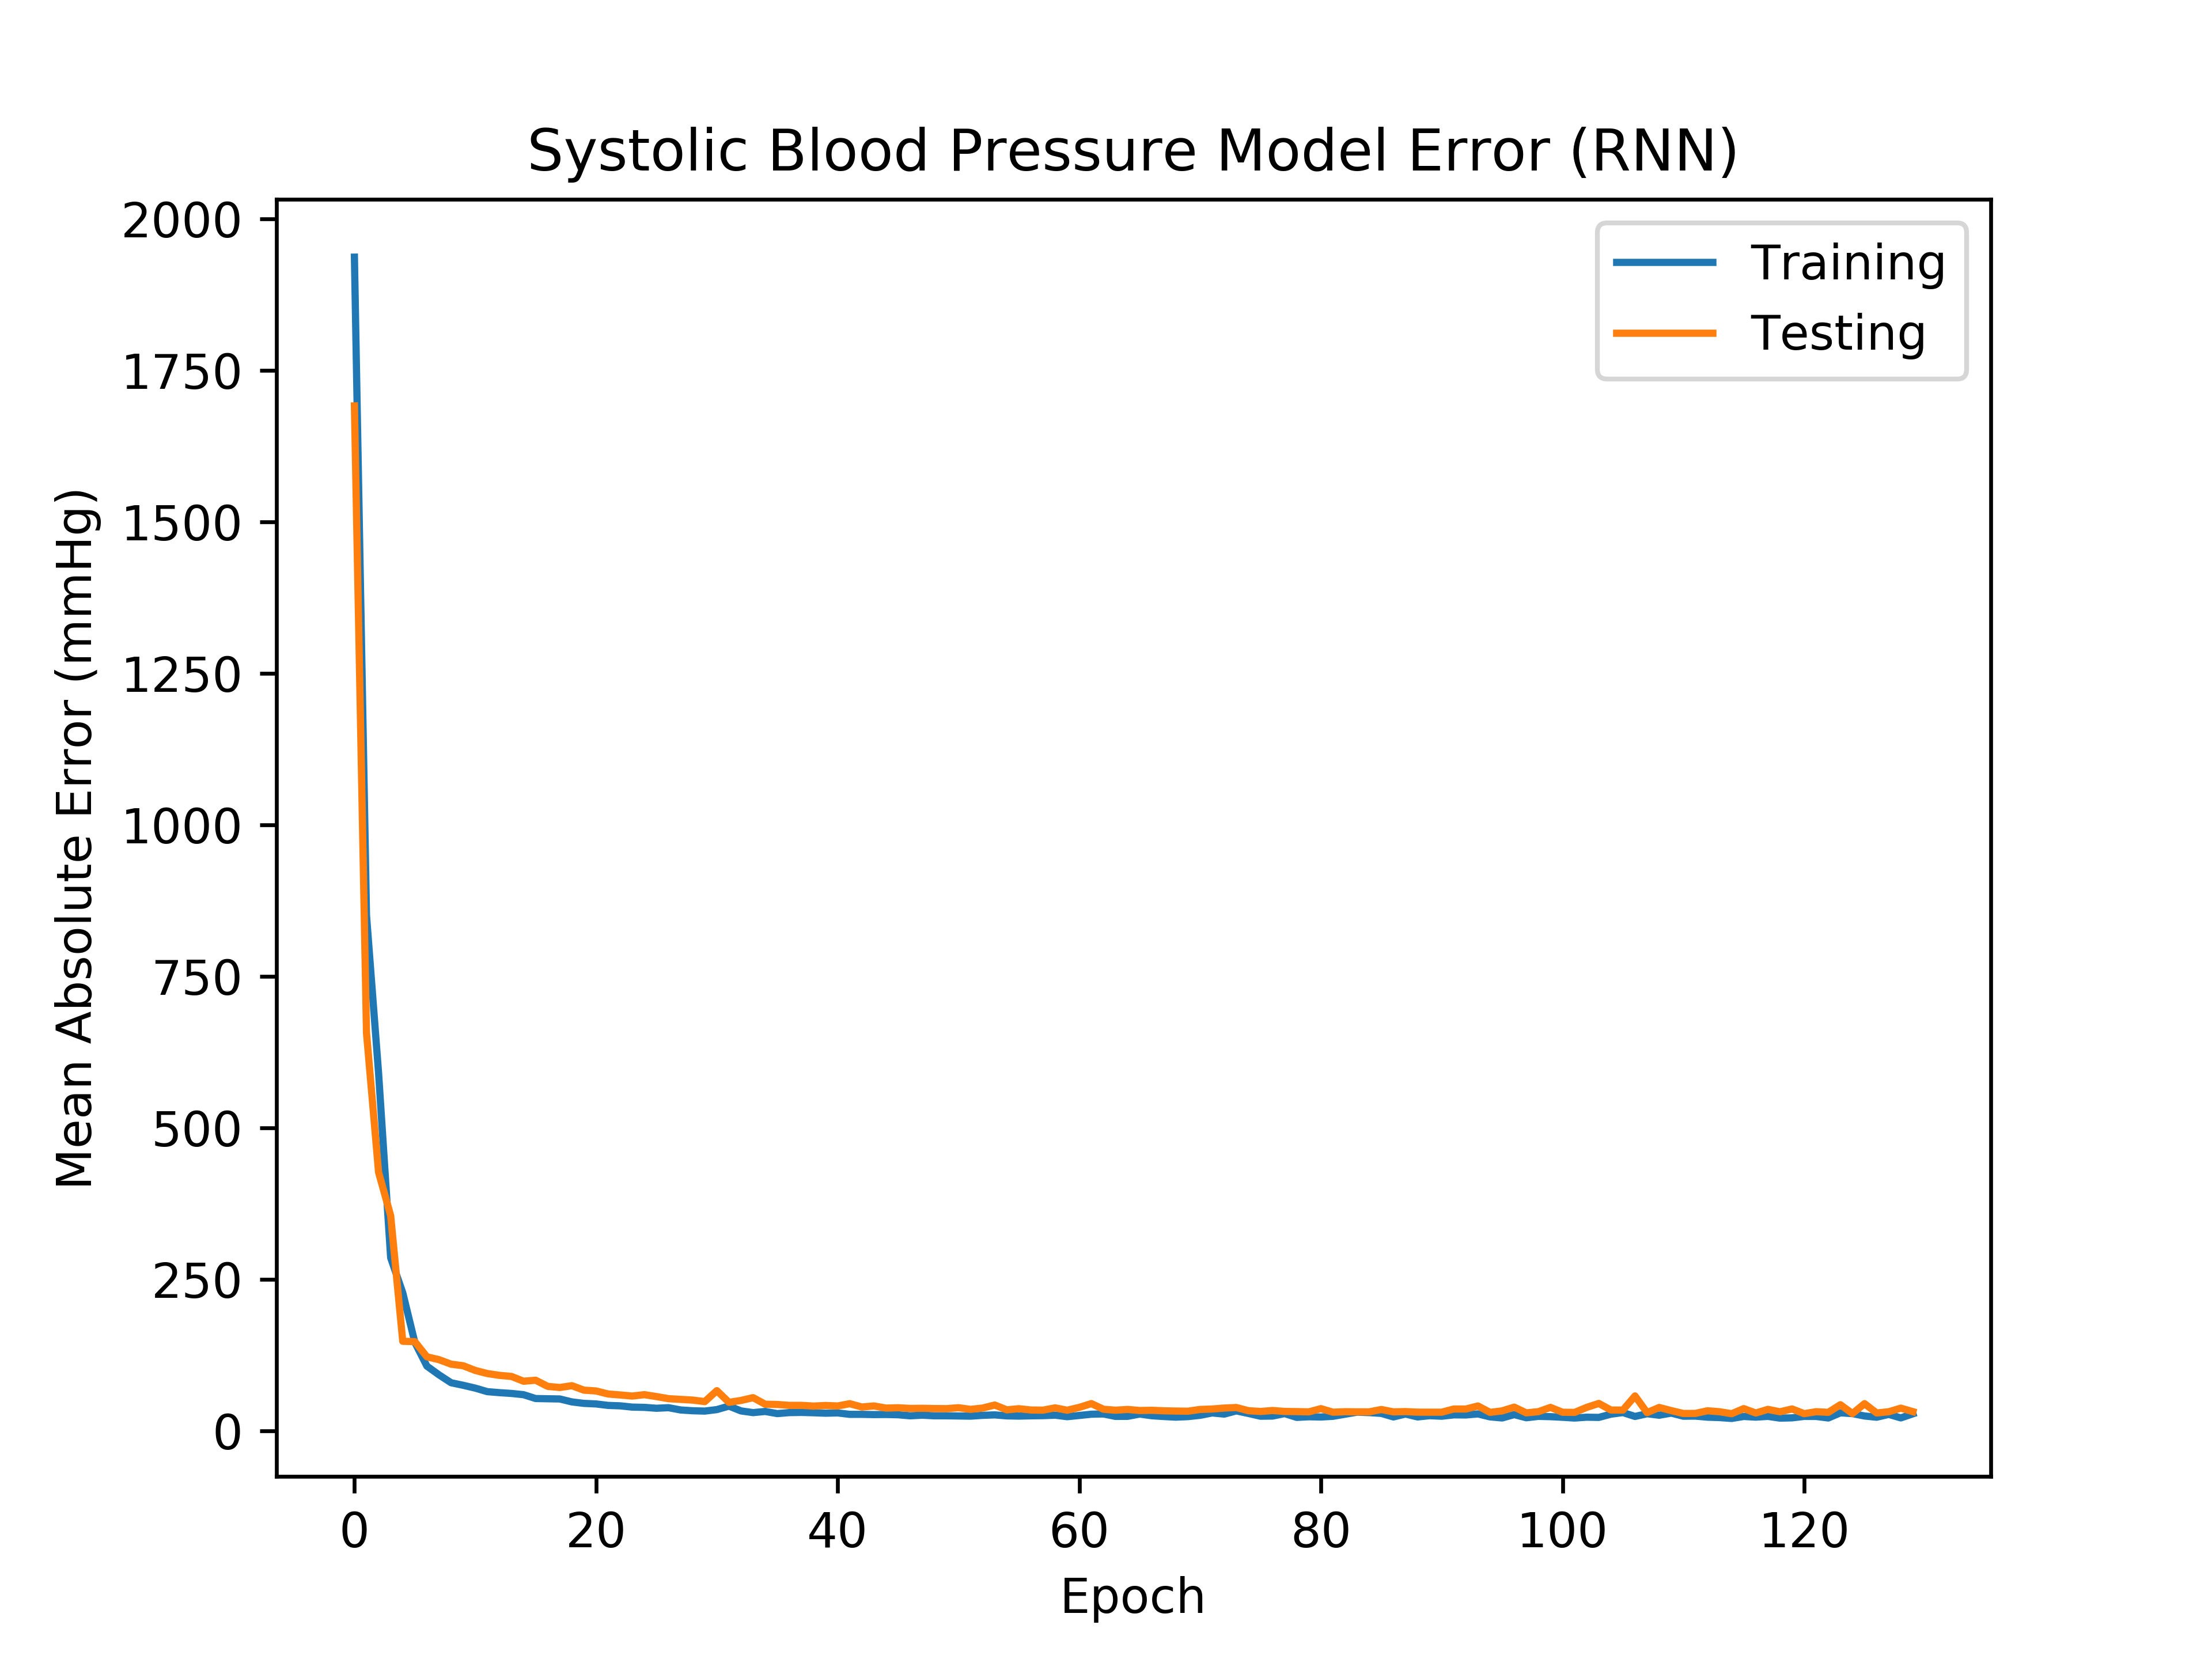 Systolic Blood Pressure Model Error (RNN)
Training
Testing
Mean Absolute Error (mmHg)
2000
1750
1500
1250
1000
750
500
250
0
0 20 40 60 80 100 120
Epoch